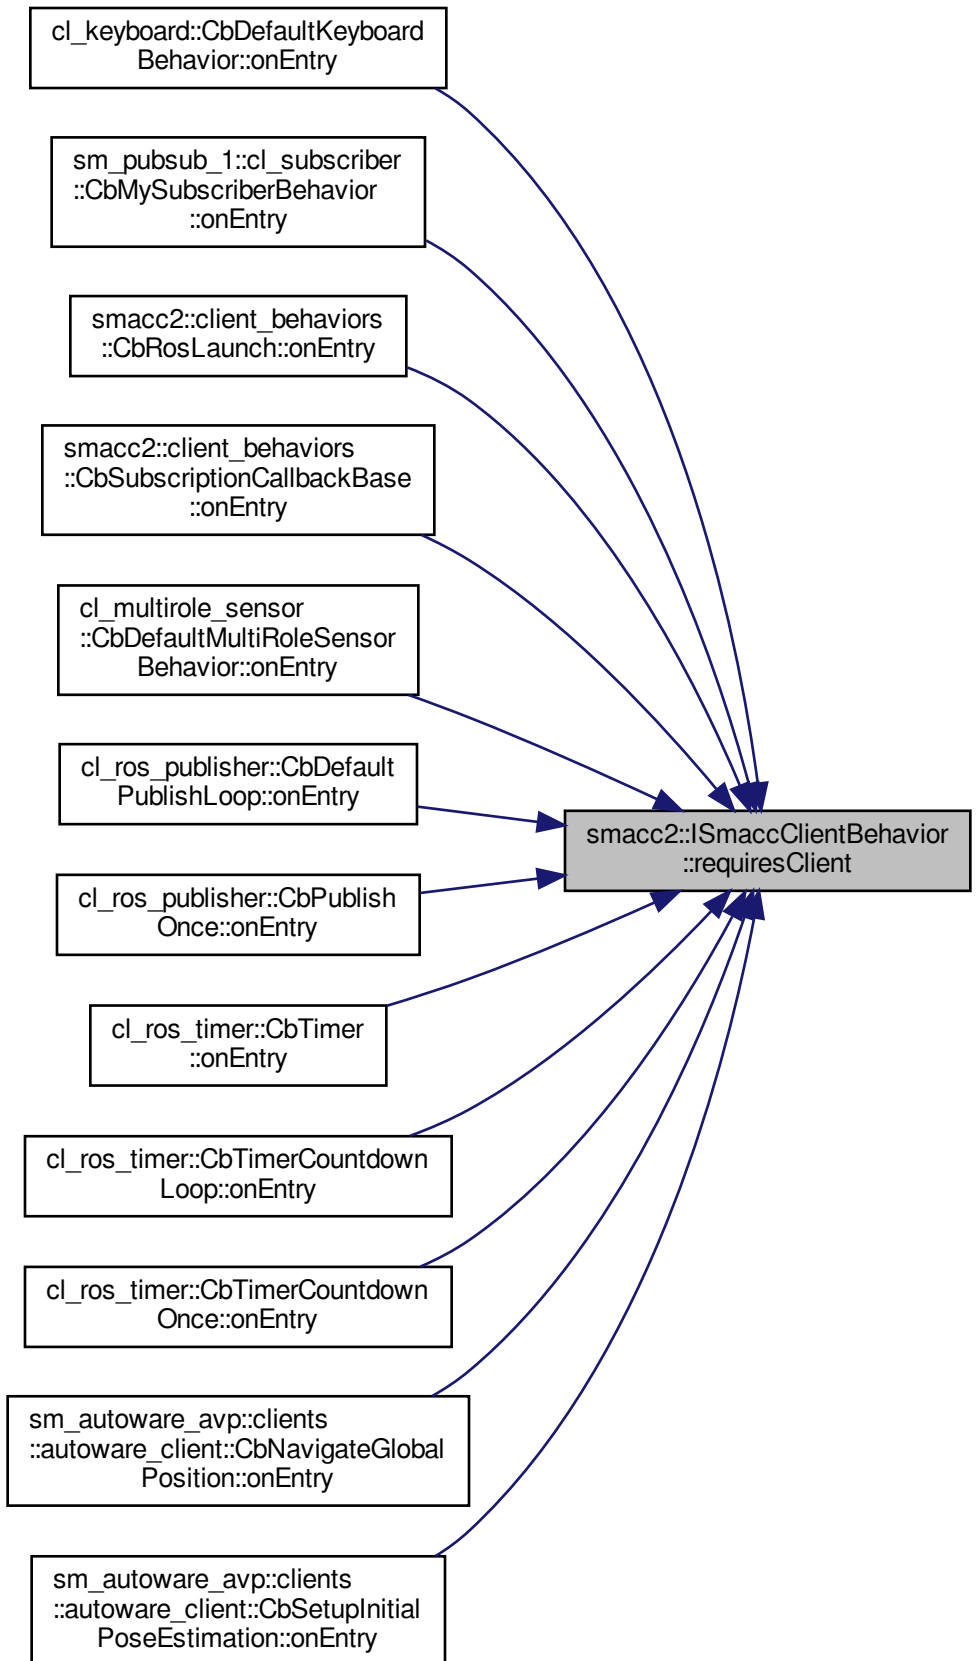 cl_keyboard::CbDefaultKeyboard
Behavior::onEntry
sm_pubsub_1::cl_subscriber
::CbMySubscriberBehavior
::onEntry
smacc2::client_behaviors
::CbRosLaunch::onEntry
smacc2::client_behaviors
::CbSubscriptionCallbackBase
::onEntry
cl_multirole_sensor
::CbDefaultMultiRoleSensor
Behavior::onEntry
cl_ros_publisher::CbDefault
PublishLoop::onEntry
smacc2::ISmaccClientBehavior
::requiresClient
cl_ros_publisher::CbPublish
Once::onEntry
cl_ros_timer::CbTimer
::onEntry
cl_ros_timer::CbTimerCountdown
Loop::onEntry
cl_ros_timer::CbTimerCountdown
Once::onEntry
sm_autoware_avp::clients
::autoware_client::CbNavigateGlobal
Position::onEntry
sm_autoware_avp::clients
::autoware_client::CbSetupInitial
PoseEstimation::onEntry